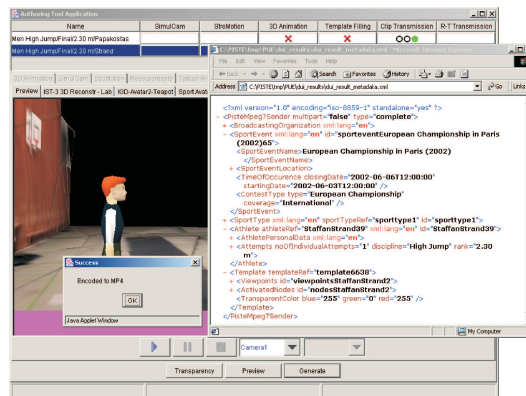 Authoring Tool Application
Name SimulCam StroMotion 3D Animation Template Filling Clip Transmission R-T Transmission
Men High Jump/Final/2.30 m/Papakostas
Men High Jump/Final/2.30 m/Strand
3D Animation Simul Cam StroMotion Measurements
Preview IST-3 3D Reconstr - Lab KID-Avatar2-Teapot Sport Avat
C:\PISTE\tmp\PUE\dui_results\dui_result_metadata.xml - Microsoft Internet Explorer
File Edit View Favorites Tools Help
Back Search Favorites History
Address C:\PISTE\tmp\PUE\dui_results\dui_result_metadata.xml Go Links
<?xml version="1.0" encoding="iso-8859-1" standalone="yes" ?>
- <PisteMpeg7Sender multipart="false" type="complete">
+ <BroadcastingOrganization xml:lang="en">
- <SportEvent xml:lang="en" id="sporteventEuropean Championship in Paris
(2002)65">
<SportEventName>European Championship in Paris (2002)
</SportEventName>
+ <SportEventLocation>
<TimeOfOccurence closingDate="2002-06-06T12:00:00"
startingDate="2002-06-03T12:00:00" />
<ContestType type="European Championship"
coverage="International" />
</SportEvent>
+ <SportType xml:lang="en" sportTypeRef="sporttype1" id="sporttype1">
- <Athlete athleteRef="StaffanStrand39" xml:lang="en" id="StaffanStrand39">
+ <AthletePersonalData xml:lang="en">
+ <Attempts noOfIndividualAttempts="1" discipline="High Jump" rank="2.30
m">
</Athlete>
- <Template templateRef="template6638">
+ <Viewpoints id="viewpointsStaffanStrand2">
+ <ActivatedNodes id="nodesStaffanStrand2">
<TransparentColor blue="255" green="0" red="255" />
</Template>
</PisteMpeg7Sender>
My Computer
Success
Encoded to MP4
OK
Java Applet Window
Camera1
Transparency Preview Generate